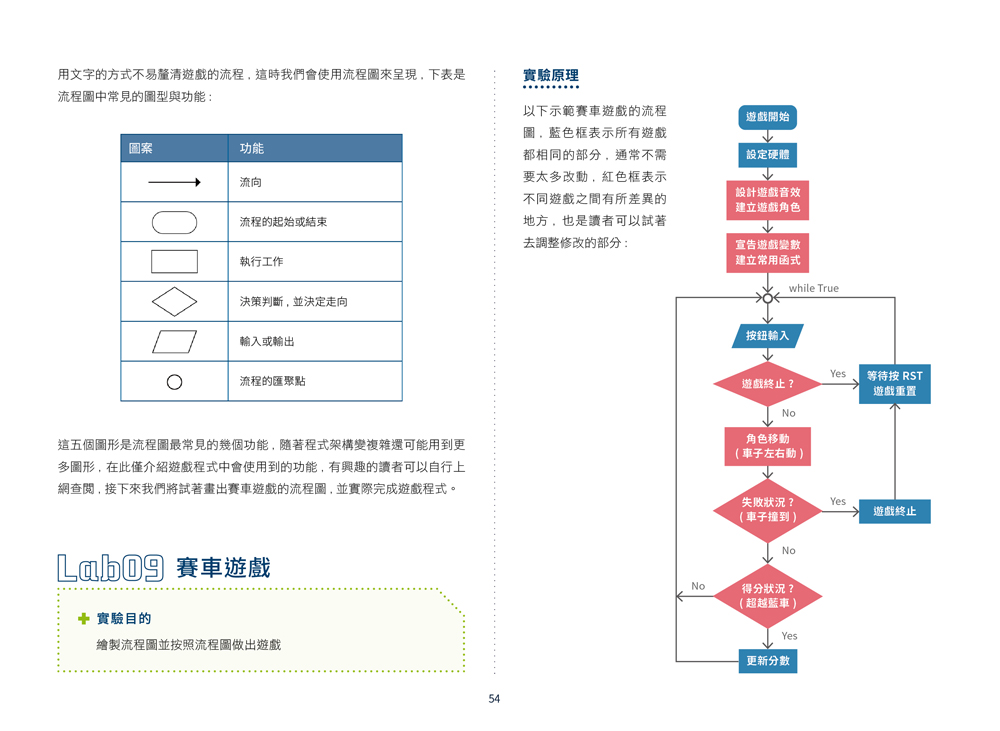 用文字的方式不易釐清遊戲的流程，這時我們會使用流程圖來呈現，下表是
流程圖中常見的圖型與功能：
圖案 功能
流向
流程的起始或結束
執行工作
決策判斷，並決定走向
輸入或輸出
流程的匯聚點
這五個圖形是流程圖最常見的幾個功能，隨著程式架構變複雜還可能用到更
多圖形，在此僅介紹遊戲程式中會使用到的功能，有興趣的讀者可以自行上
網查閱，接下來我們將試著畫出賽車遊戲的流程圖，並實際完成遊戲程式。
Lab09 賽車遊戲
實驗目的
繪製流程圖並按照流程圖做出遊戲
實驗原理
以下示範賽車遊戲的流程
圖，藍色框表示所有遊戲
都相同的部分，通常不需
要太多改動，紅色框表示
不同遊戲之間有所差異的
地方，也是讀者可以試著
去調整修改的部分：
遊戲開始
設定硬體
設計遊戲音效
建立遊戲角色
宣告遊戲變數
建立常用函式
while True
按鈕輸入
遊戲終止？
Yes
等待按 RST
遊戲重置
No
角色移動
（車子左右動）
失敗狀況？
（車子撞到）
Yes
遊戲終止
No
得分狀況？
（超越藍車）
No
Yes
更新分數
54